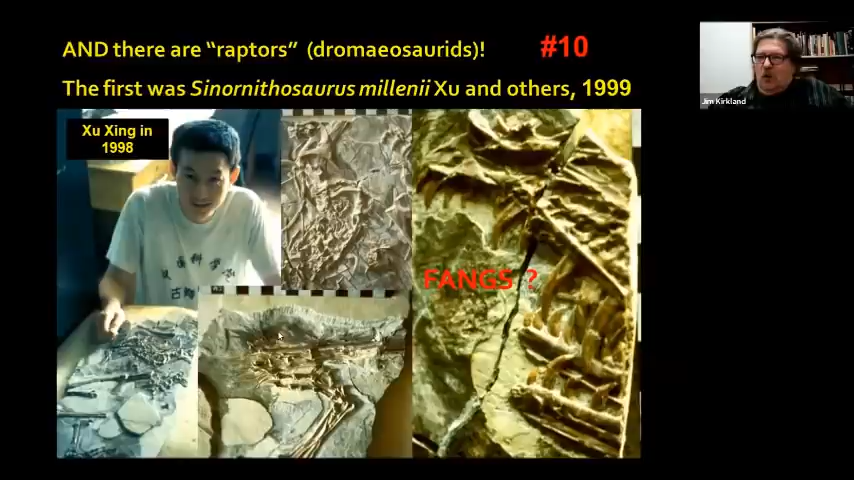 AND there are “raptors” (dromaeosaurids)!
#10
The first was Sinornithosaurus millenii Xu and others, 1999
Xu Xing in
1998
FANGS ?
Jim Kirkland